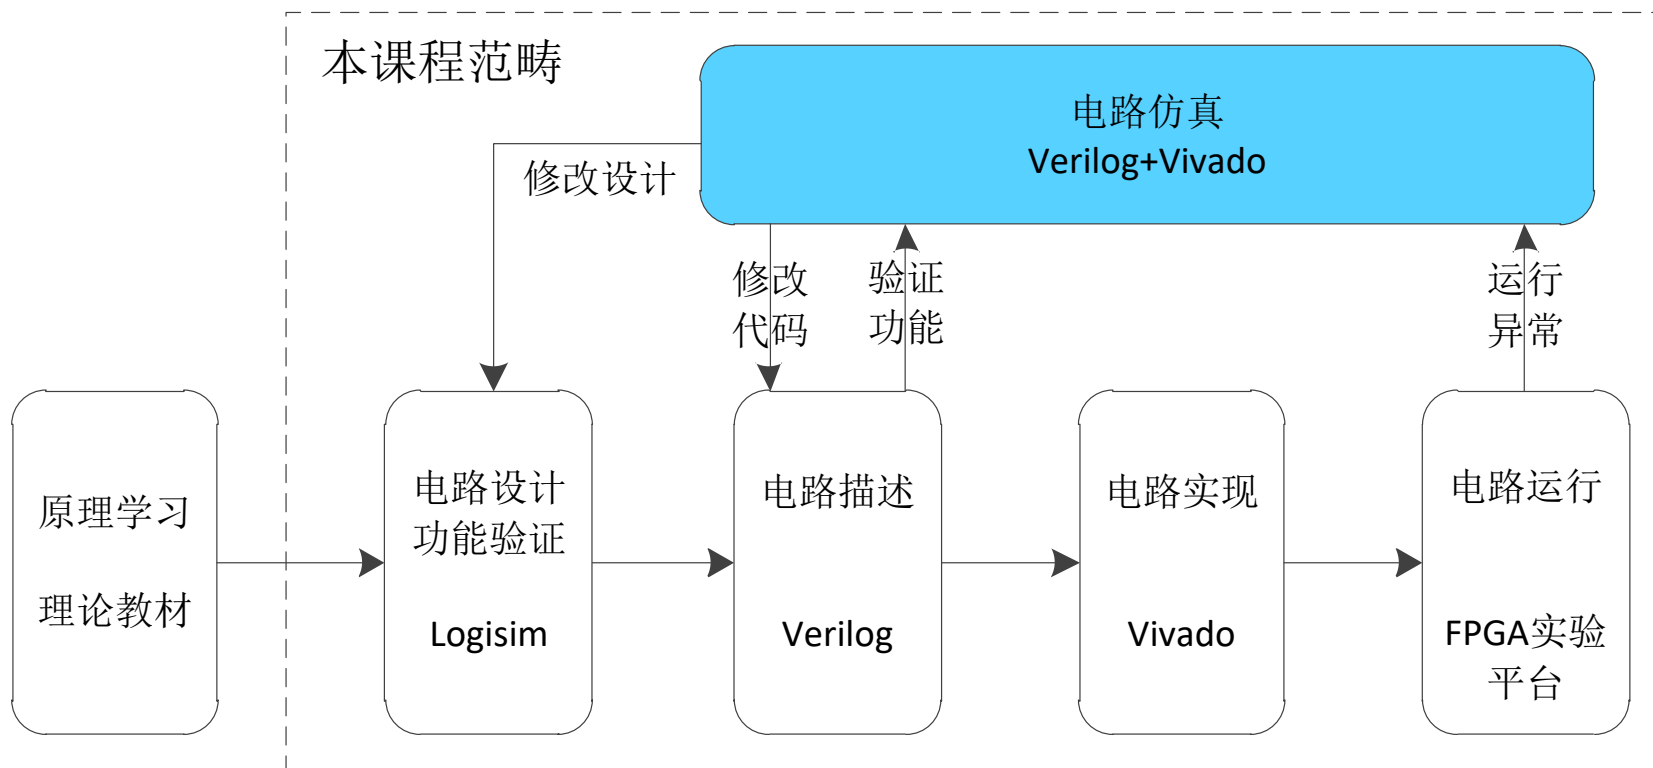 本课程范畴
电路仿真
Verilog+Vivado
修改设计
修改
代码
验证
功能
运行
异常
原理学习
理论教材
电路设计
功能验证
Logisim
电路描述
Verilog
电路实现
Vivado
电路运行
FPGA实验
平台